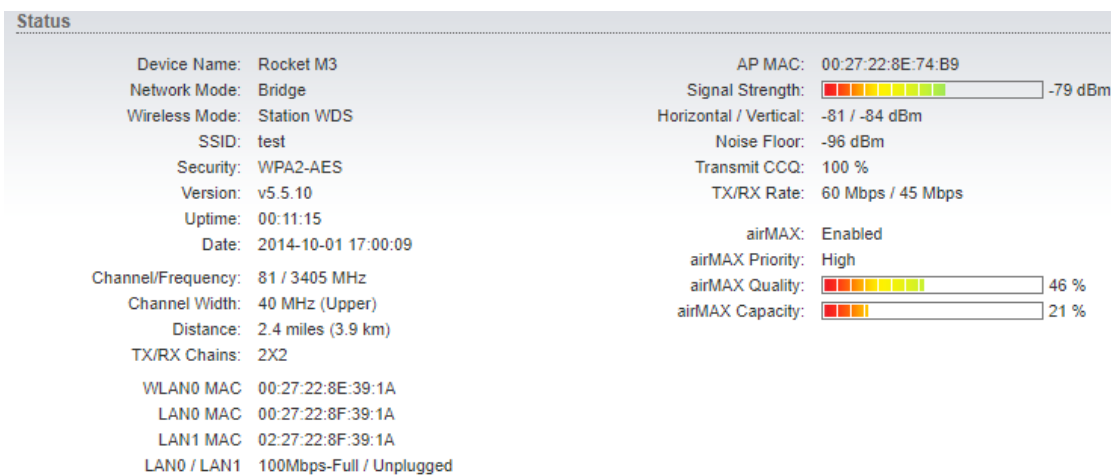 Status
Device Name: Rocket M3
Network Mode: Bridge
Wireless Mode: Station WDS
SSID: test
Security: WPA2-AES
Version: v5.5.10
Uptime: 00:11:15
Date: 2014-10-01 17:00:09
Channel/Frequency: 81 / 3405 MHz
Channel Width: 40 MHz (Upper)
Distance: 2.4 miles (3.9 km)
TX/RX Chains: 2X2
WLAN0 MAC 00:27:22:8E:39:1A
LAN0 MAC 00:27:22:8F:39:1A
LAN1 MAC 02:27:22:8F:39:1A
LAN0 / LAN1 100Mbps-Full / Unplugged
AP MAC: 00:27:22:8E:74:B9
Signal Strength: -79 dBm
Horizontal / Vertical: -81 / -84 dBm
Noise Floor: -96 dBm
Transmit CCQ: 100 %
TX/RX Rate: 60 Mbps / 45 Mbps
airMAX: Enabled
airMAX Priority: High
airMAX Quality: 46 %
airMAX Capacity: 21 %